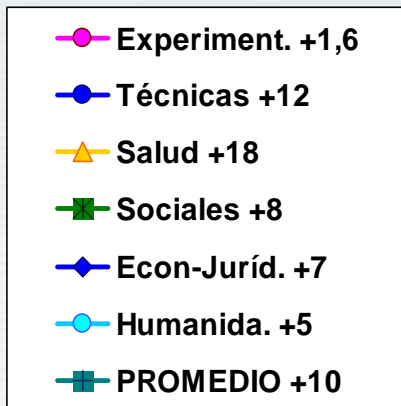 Experiment. +1,6
Técnicas +12
Salud +18
Sociales +8
Econ-Juríd. +7
Humanida. +5
PROMEDIO +10